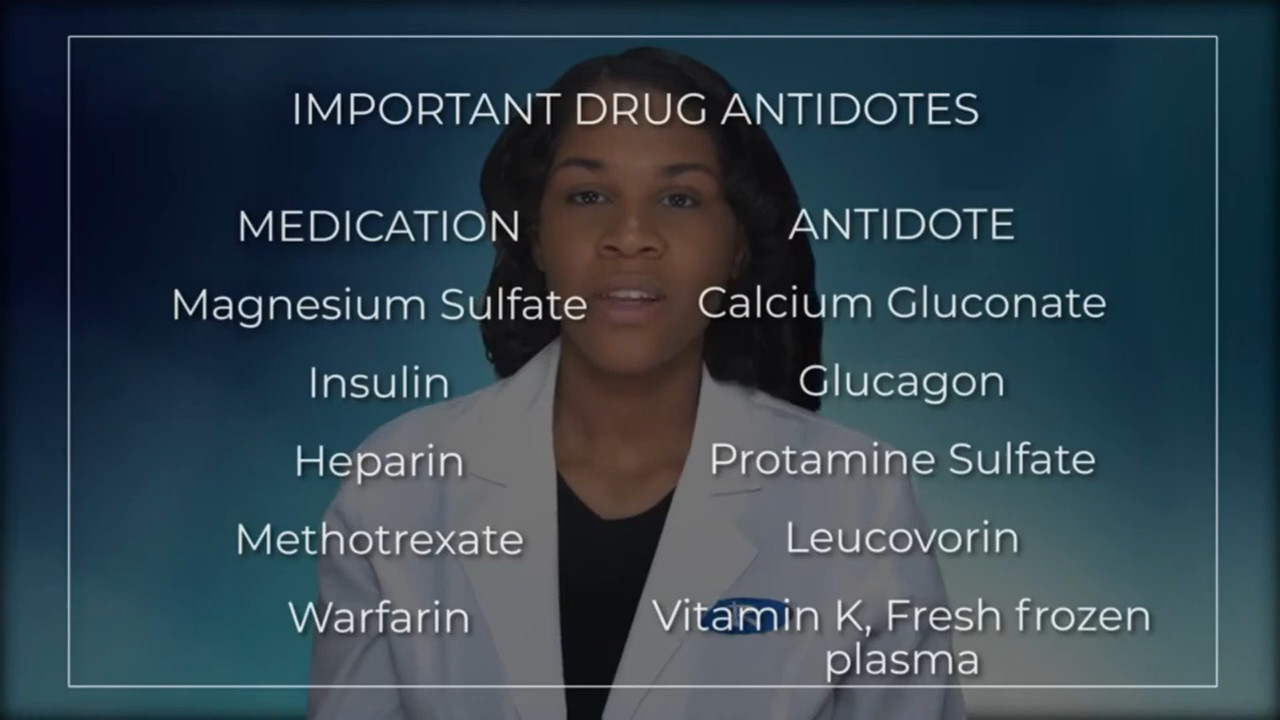 IMPORTANT DRUG ANTIDOTES
MEDICATION ANTIDOTE
Magnesium Sulfate Calcium Gluconate
Insulin Glucagon
Heparin Protamine Sulfate
Methotrexate Leucovorin
Warfarin Vitamin K, Fresh frozen
plasma